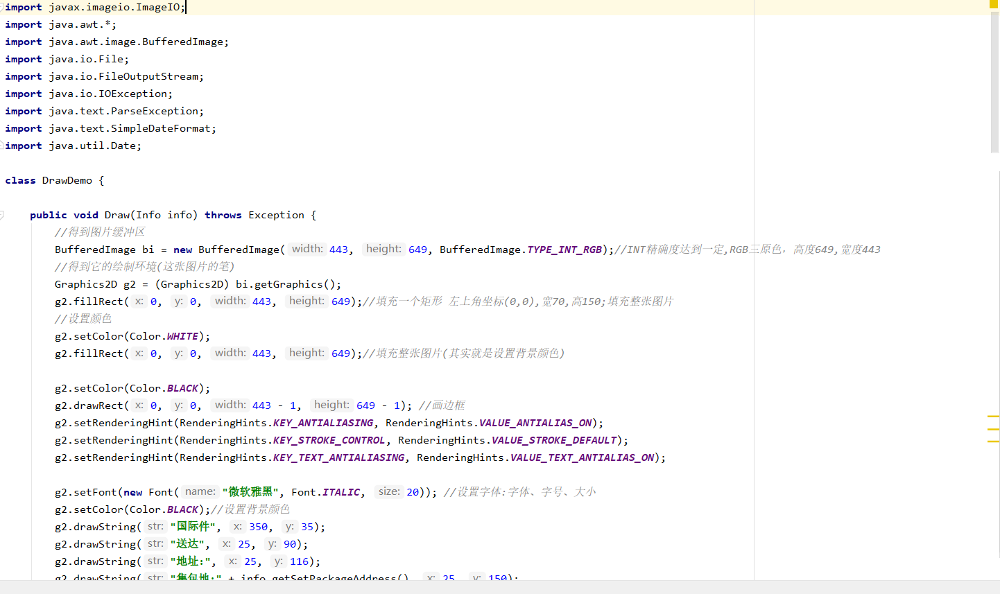 import javax.imageio.ImageIO;
import java.awt.*;
import java.awt.image.BufferedImage;
import java.io.File;
import java.io.FileOutputStream;
import java.io.IOException;
import java.text.ParseException;
import java.text.SimpleDateFormat;
import java.util.Date;
class DrawDemo {
public void Draw(Info info) throws Exception {
//得到图片缓冲区
BufferedImage bi = new BufferedImage( width: 443, height: 649, BufferedImage.TYPE_INT_RGB);//INT精确度达到一定,RGB三原色，高度649,宽度443
//得到它的绘制环境(这张图片的笔)
Graphics2D g2 = (Graphics2D) bi.getGraphics();
g2.fillRect( x: 0, y: 0, width: 443, height: 649);//填充一个矩形 左上角坐标(0,0),宽70,高150;填充整张图片
//设置颜色
g2.setColor(Color.WHITE);
g2.fillRect( x: 0, y: 0, width: 443, height: 649);//填充整张图片(其实就是设置背景颜色)
g2.setColor(Color.BLACK);
g2.drawRect( x: 0, y: 0, width: 443 - 1, height: 649 - 1); //画边框
g2.setRenderingHint(RenderingHints.KEY_ANTIALIASING, RenderingHints.VALUE_ANTIALIAS_ON);
g2.setRenderingHint(RenderingHints.KEY_STROKE_CONTROL, RenderingHints.VALUE_STROKE_DEFAULT);
g2.setRenderingHint(RenderingHints.KEY_TEXT_ANTIALIASING, RenderingHints.VALUE_TEXT_ANTIALIAS_ON);
g2.setFont(new Font( name: "微软雅黑", Font.ITALIC, size: 20)); //设置字体:字体、字号、大小
g2.setColor(Color.BLACK);//设置背景颜色
g2.drawString( str: "国际件", x: 350, y: 35);
g2.drawString( str: "送达", x: 25, y: 90);
g2.drawString( str: "地址:", x: 25, y: 116);
g2.drawString( str: "集包地:" + info.getSetPackageAddress(), x: 25, y: 150);